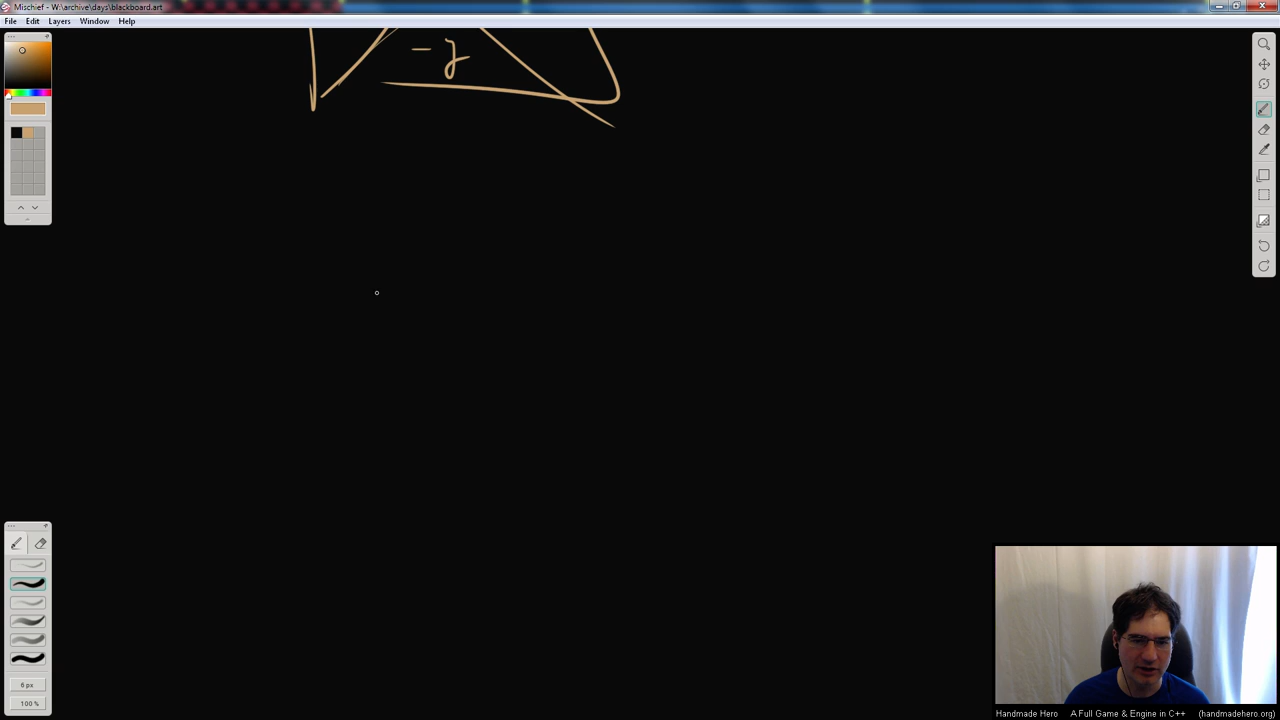 Mischief - W:\archive\days\blackboard.art
File Edit Layers Window Help
6 px
100 %
Handmade Hero A Full Game & Engine in C++ (handmadehero.org)